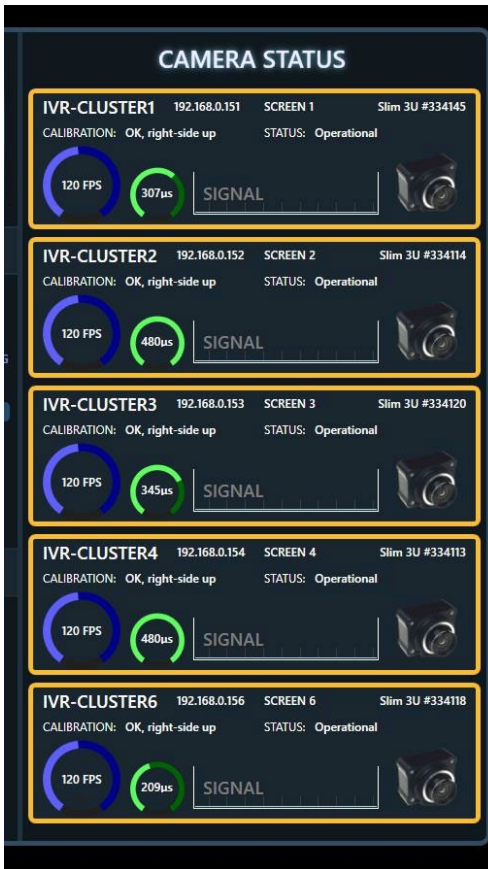 CAMERA STATUS
IVR-CLUSTER1 192.168.0.151 SCREEN 1 Slim 3U #334145
CALIBRATION: OK, right-side up STATUS: Operational
120 FPS 307µs SIGNAL
IVR-CLUSTER2 192.168.0.152 SCREEN 2 Slim 3U #334114
CALIBRATION: OK, right-side up STATUS: Operational
120 FPS 480µs SIGNAL
G
IVR-CLUSTER3 192.168.0.153 SCREEN 3 Slim 3U #334120
CALIBRATION: OK, right-side up STATUS: Operational
120 FPS 345µs SIGNAL
IVR-CLUSTER4 192.168.0.154 SCREEN 4 Slim 3U #334113
CALIBRATION: OK, right-side up STATUS: Operational
120 FPS 480µs SIGNAL
IVR-CLUSTER6 192.168.0.156 SCREEN 6 Slim 3U #334118
CALIBRATION: OK, right-side up STATUS: Operational
120 FPS 209µs SIGNAL